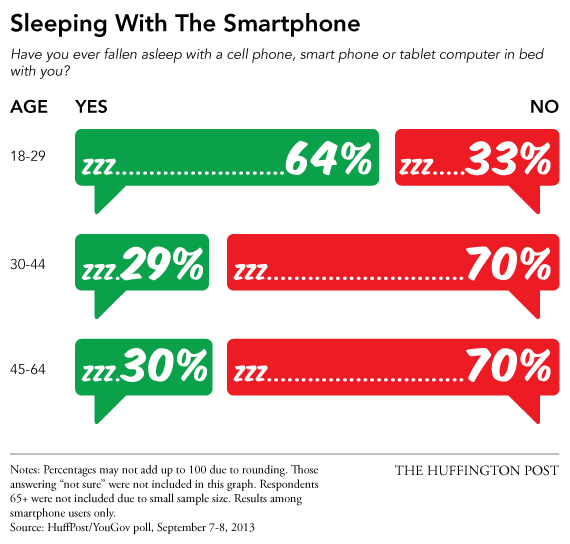 Sleeping With The Smartphone
Have you ever fallen asleep with a cell phone, smart phone or tablet computer in bed
with you?
AGE YES NO
18-29 zzz............................64% zzz.....33%
30-44 zzz.29% zzz.................................70%
45-64 zzz.30% zzz.................................70%
Notes: Percentages may not add up to 100 due to rounding. Those
answering “not sure” were not included in this graph. Respondents
65+ were not included due to small sample size. Results among
smartphone users only.
Source: HuffPost/YouGov poll, September 7-8, 2013
THE HUFFINGTON POST